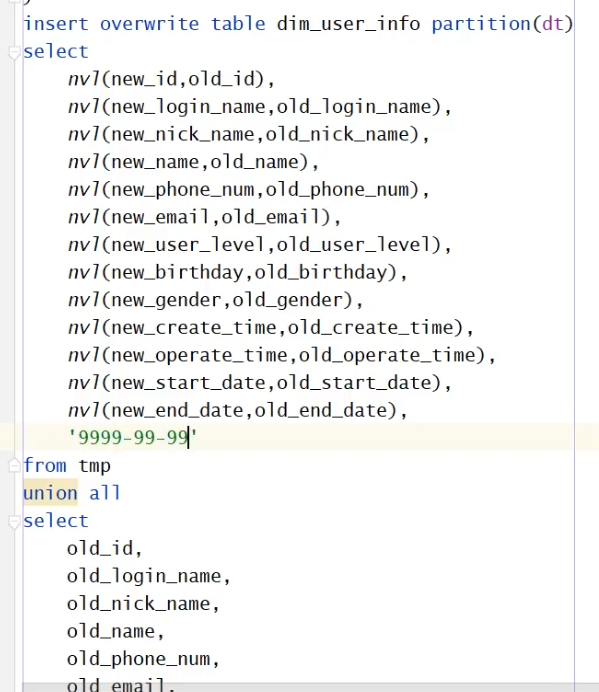 )
insert overwrite table dim_user_info partition(dt)
select
nvl(new_id,old_id),
nvl(new_login_name,old_login_name),
nvl(new_nick_name,old_nick_name),
nvl(new_name,old_name),
nvl(new_phone_num,old_phone_num),
nvl(new_email,old_email),
nvl(new_user_level,old_user_level),
nvl(new_birthday,old_birthday),
nvl(new_gender,old_gender),
nvl(new_create_time,old_create_time),
nvl(new_operate_time,old_operate_time),
nvl(new_start_date,old_start_date),
nvl(new_end_date,old_end_date),
'9999-99-99'
from tmp
union all
select
old_id,
old_login_name,
old_nick_name,
old_name,
old_phone_num,
old_email,